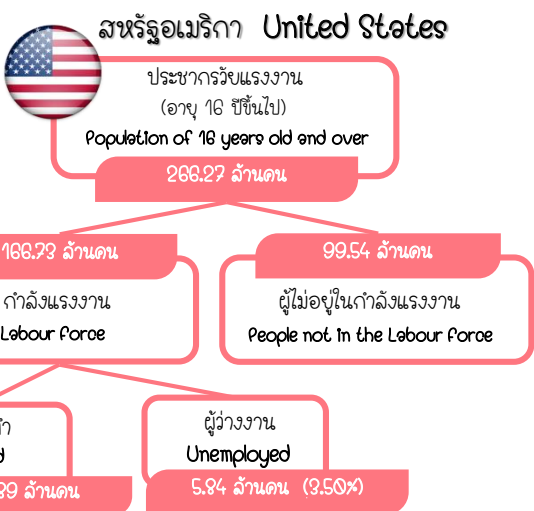 สหรัฐอเมริกา United States
ประชากรวัยแรงงาน
(อายุ 16 ปีขึ้นไป)
Population of 16 years old and over
266.27 ล้านคน
166.73 ล้านคน
กำลังแรงงาน
Labour Force
99.54 ล้านคน
ผู้ไม่อยู่ในกำลังแรงงาน
People not in the Labour Force
89 ล้านคน
ผู้ว่างงาน
Unemployed
5.84 ล้านคน (3.50%)